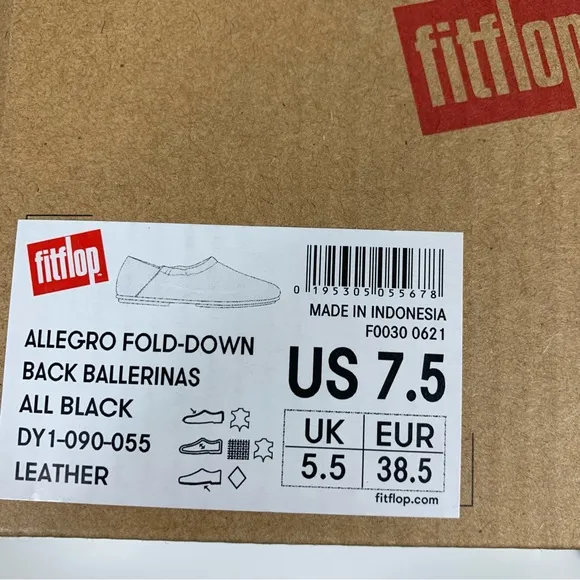 fitflop
fitflop™
0 195305 055678
MADE IN INDONESIA
F0030 0621
ALLEGRO FOLD-DOWN
BACK BALLERINAS
ALL BLACK
DY1-090-055
LEATHER
US 7.5
UK EUR
5.5 38.5
fitflop.com